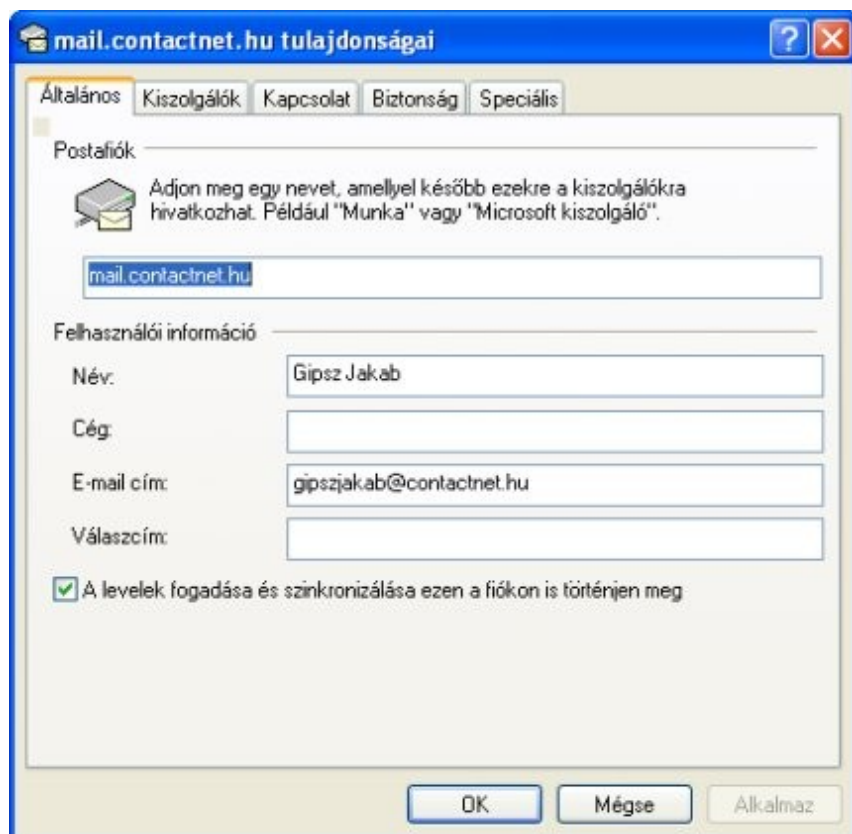 mail.contactnet.hu tulajdonságai
Általános Kiszolgálók Kapcsolat Biztonság Speciális
Postafiók
Adjon meg egy nevet, amellyel később ezekre a kiszolgálókra
hivatkozhat. Például "Munka" vagy "Microsoft kiszolgáló".
mail.contactnet.hu
Felhasználói információ
Név: Gipsz Jakab
Cég:
E-mail cím: gipszjakab@contactnet.hu
Válaszcím:
A levelek fogadása és szinkronizálása ezen a fiókon is történjen meg
OK Mégse Alkalmaz